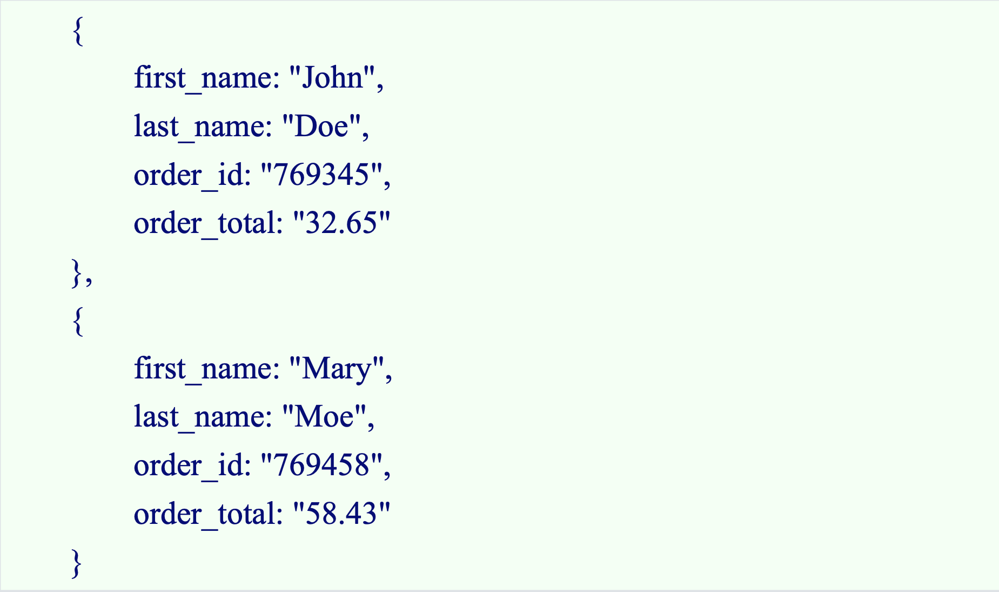 {
first_name: "John",
last_name: "Doe",
order_id: "769345",
order_total: "32.65"
},
{
first_name: "Mary",
last_name: "Moe",
order_id: "769458",
order_total: "58.43"
}